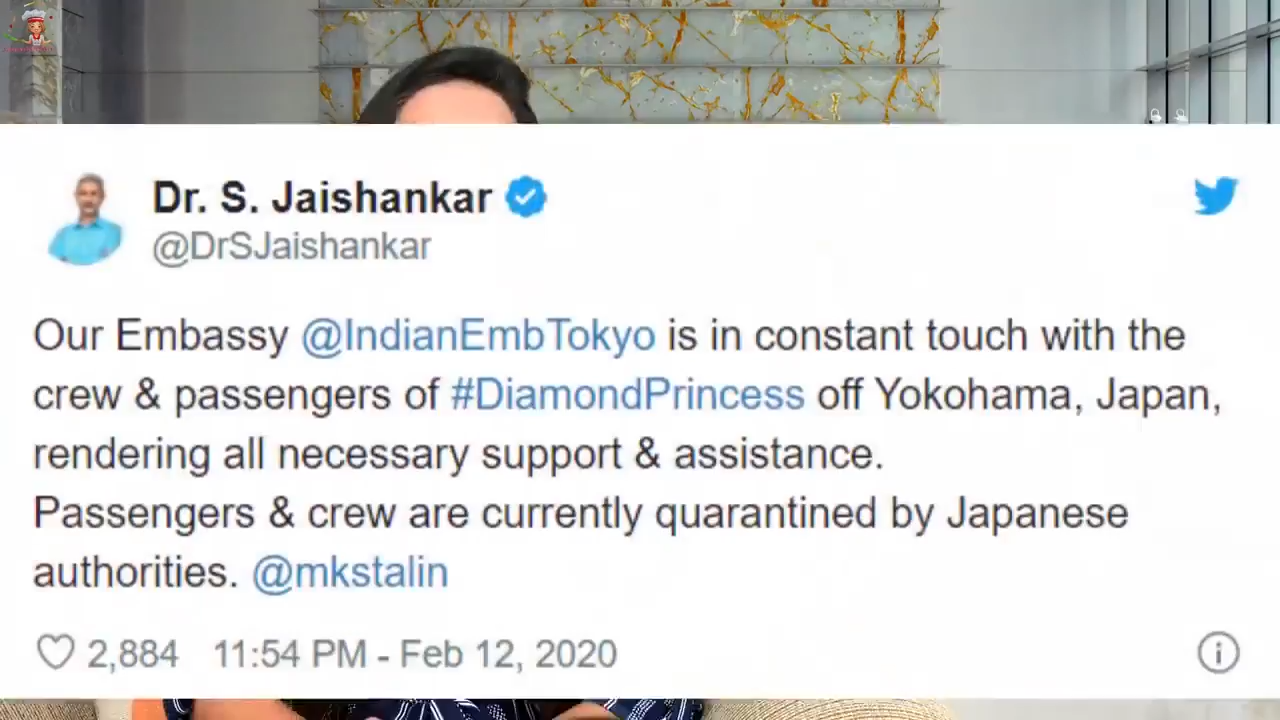 Dr. S. Jaishankar
@DrSJaishankar
Our Embassy @IndianEmbTokyo is in constant touch with the
crew & passengers of #DiamondPrincess off Yokohama, Japan,
rendering all necessary support & assistance.
Passengers & crew are currently quarantined by Japanese
authorities. @mkstalin
2,884 11:54 PM - Feb 12, 2020